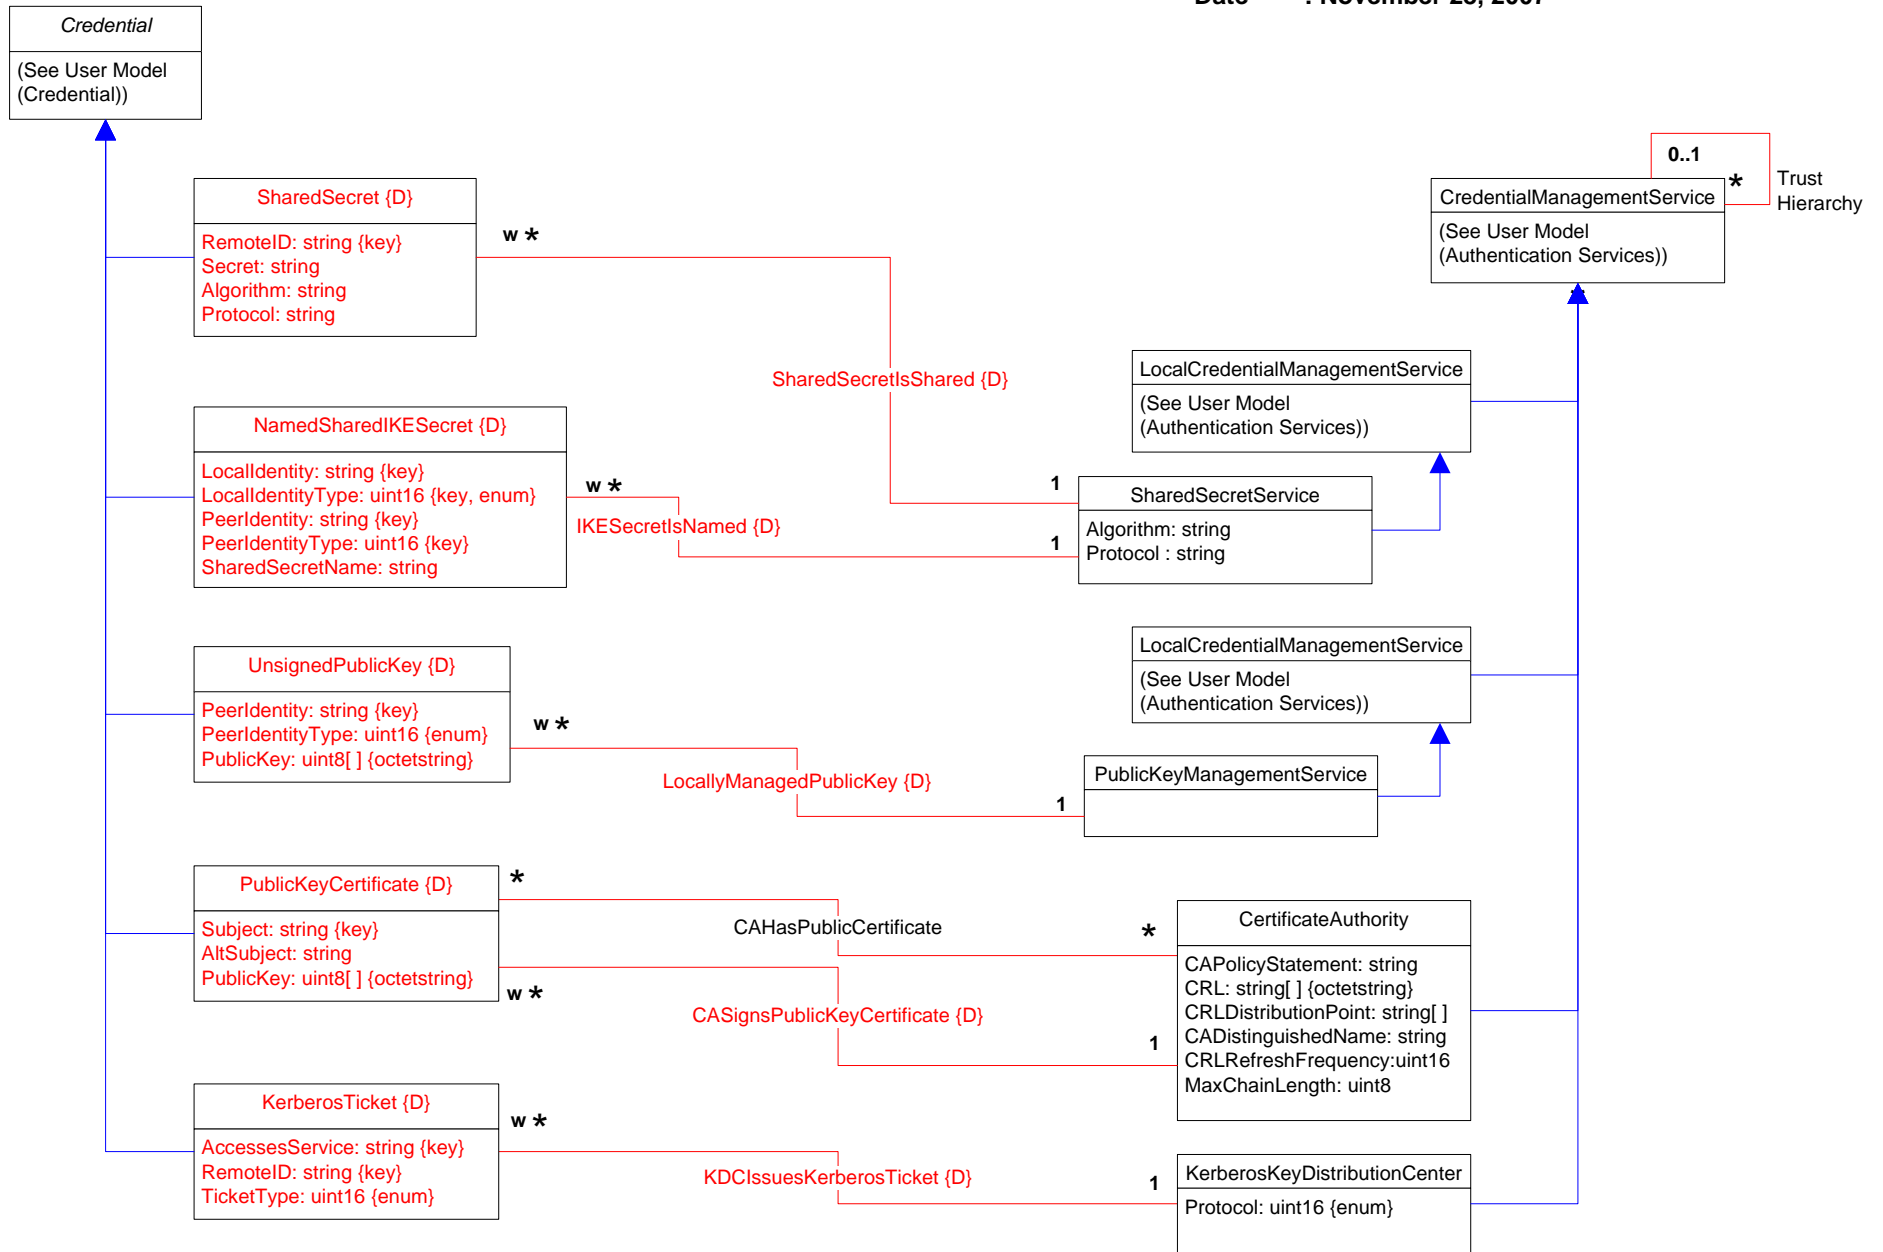 Date : November 28, 2007
Credential
(See User Model
(Credential))
0..1
*
Trust
Hierarchy
CredentialManagementService
(See User Model
(Authentication Services))
SharedSecret {D}
RemoteID: string {key}
Secret: string
Algorithm: string
Protocol: string
w *
SharedSecretIsShared {D}
LocalCredentialManagementService
(See User Model
(Authentication Services))
NamedSharedIKESecret {D}
LocalIdentity: string {key}
LocalIdentityType: uint16 {key, enum}
PeerIdentity: string {key}
PeerIdentityType: uint16 {key}
SharedSecretName: string
w *
IKESecretIsNamed {D}
1
1
SharedSecretService
Algorithm: string
Protocol : string
UnsignedPublicKey {D}
PeerIdentity: string {key}
PeerIdentityType: uint16 {enum}
PublicKey: uint8[ ] {octetstring}
w *
LocallyManagedPublicKey {D}
1
LocalCredentialManagementService
(See User Model
(Authentication Services))
PublicKeyManagementService
PublicKeyCertificate {D}
Subject: string {key}
AltSubject: string
PublicKey: uint8[ ] {octetstring}
*
CAHasPublicCertificate
*
w *
CASignsPublicKeyCertificate {D}
1
CertificateAuthority
CAPolicyStatement: string
CRL: string[ ] {octetstring}
CRLDistributionPoint: string[ ]
CADistinguishedName: string
CRLRefreshFrequency:uint16
MaxChainLength: uint8
KerberosTicket {D}
AccessesService: string {key}
RemoteID: string {key}
TicketType: uint16 {enum}
w *
KDCIssuesKerberosTicket {D}
1
KerberosKeyDistributionCenter
Protocol: uint16 {enum}